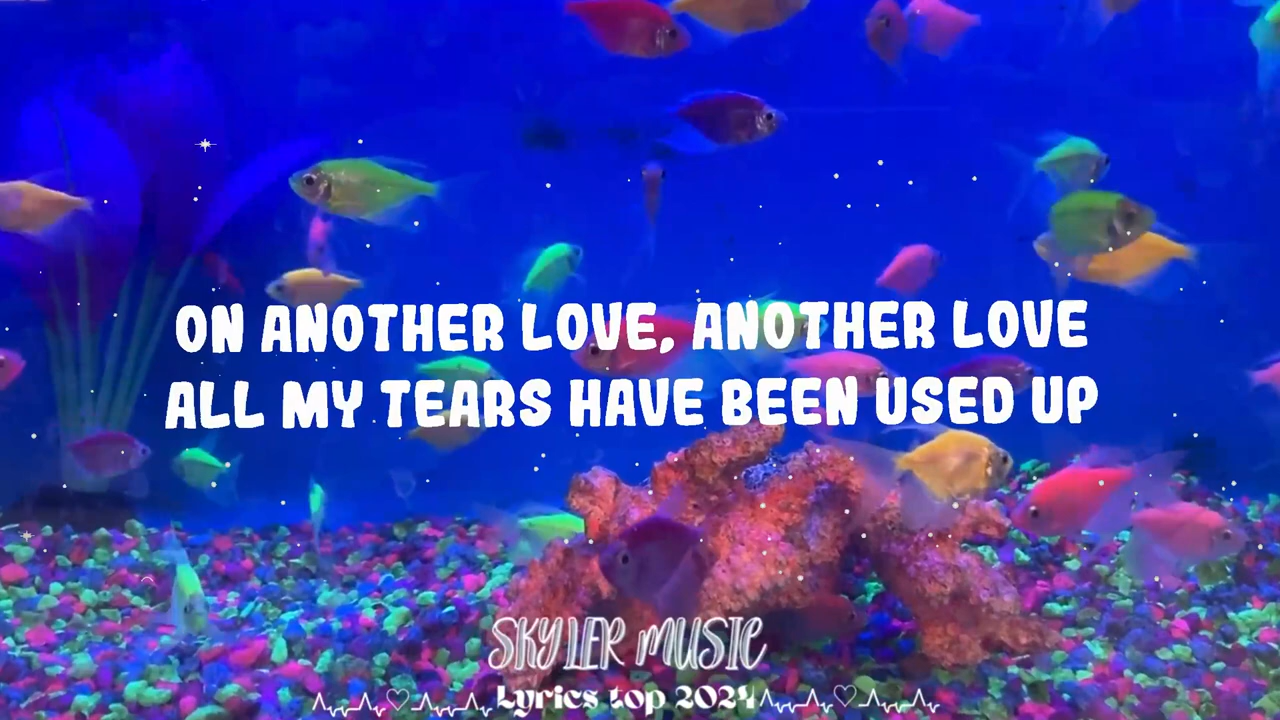 ON ANOTHER LOVE, ANOTHER LOVE
ALL MY TEARS HAVE BEEN USED UP
SKYLER MUSIC
Lyrics top 2024